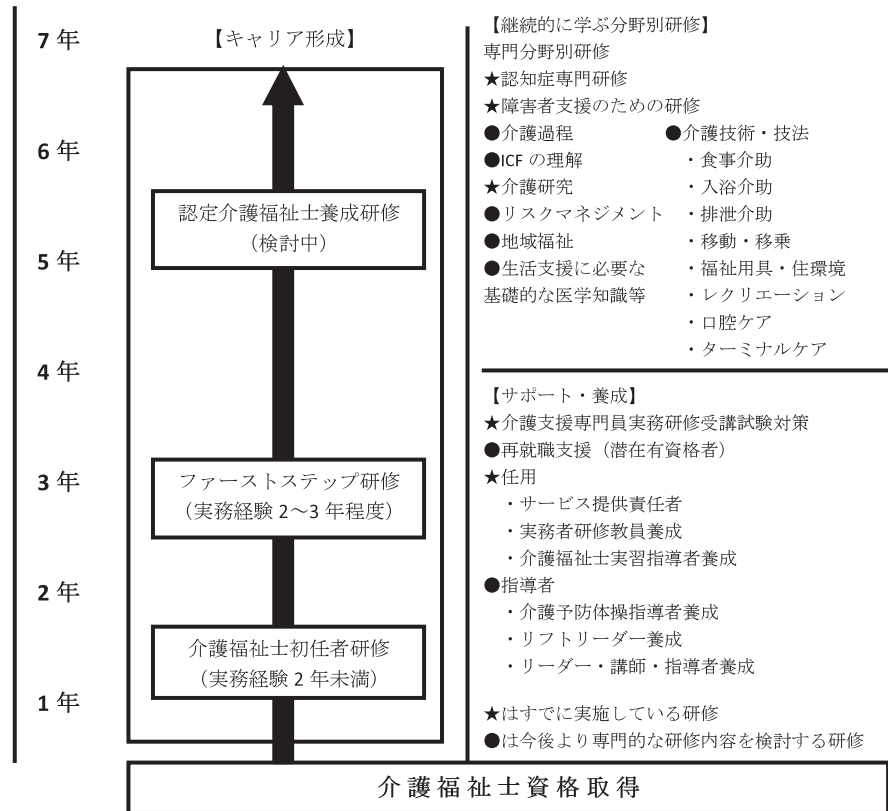 7 年
6 年
5 年
4 年
3 年
2 年
1 年
【キャリア形成】
認定介護福祉士養成研修
（検討中）
ファーストステップ研修
（実務経験 2～3 年程度）
介護福祉士初任者研修
（実務経験 2 年未満）
【継続的に学ぶ分野別研修】
専門分野別研修
★認知症専門研修
★障害者支援のための研修
●介護過程
●ICF の理解
★介護研究
●リスクマネジメント
●地域福祉
●生活支援に必要な
基礎的な医学知識等
●介護技術・技法
・食事介助
・入浴介助
・排泄介助
・移動・移乗
・福祉用具・住環境
・レクリエーション
・口腔ケア
・ターミナルケア
【サポート・養成】
★介護支援専門員実務研修受講試験対策
●再就職支援（潜在有資格者）
★任用
・サービス提供責任者
・実務者研修教員養成
・介護福祉士実習指導者養成
●指導者
・介護予防体操指導者養成
・リフトリーダー養成
・リーダー・講師・指導者養成
★はすでに実施している研修
●は今後より専門的な研修内容を検討する研修
介護福祉士資格取得